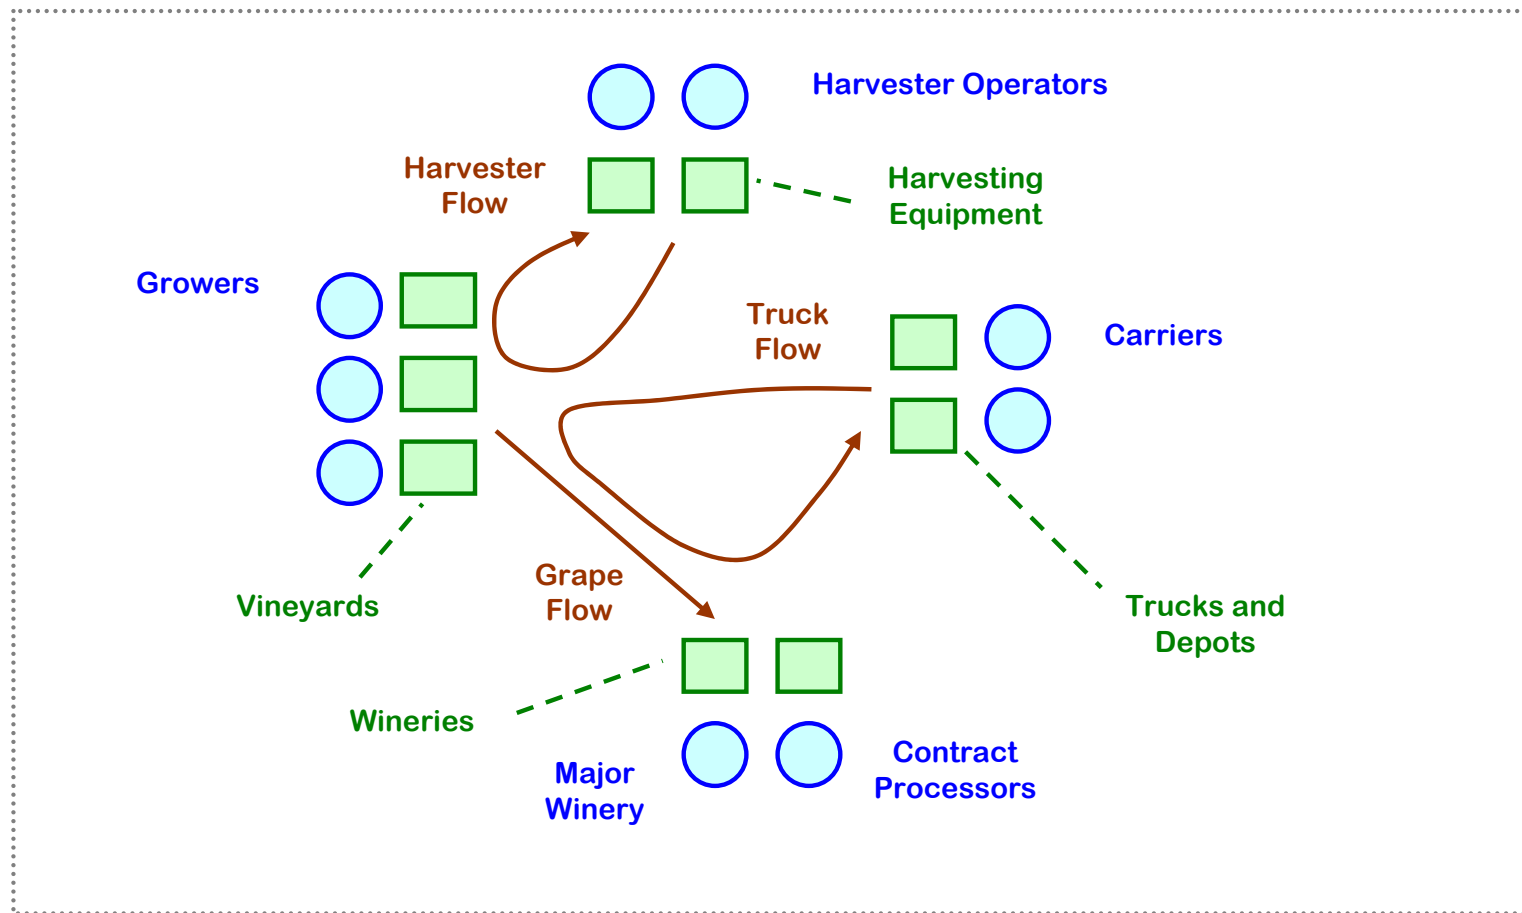 Harvester Operators
Harvester
Flow
Harvesting
Equipment
Growers
Truck
Flow
Carriers
Grape
Flow
Vineyards
Trucks and
Depots
Wineries
Major
Winery
Contract
Processors